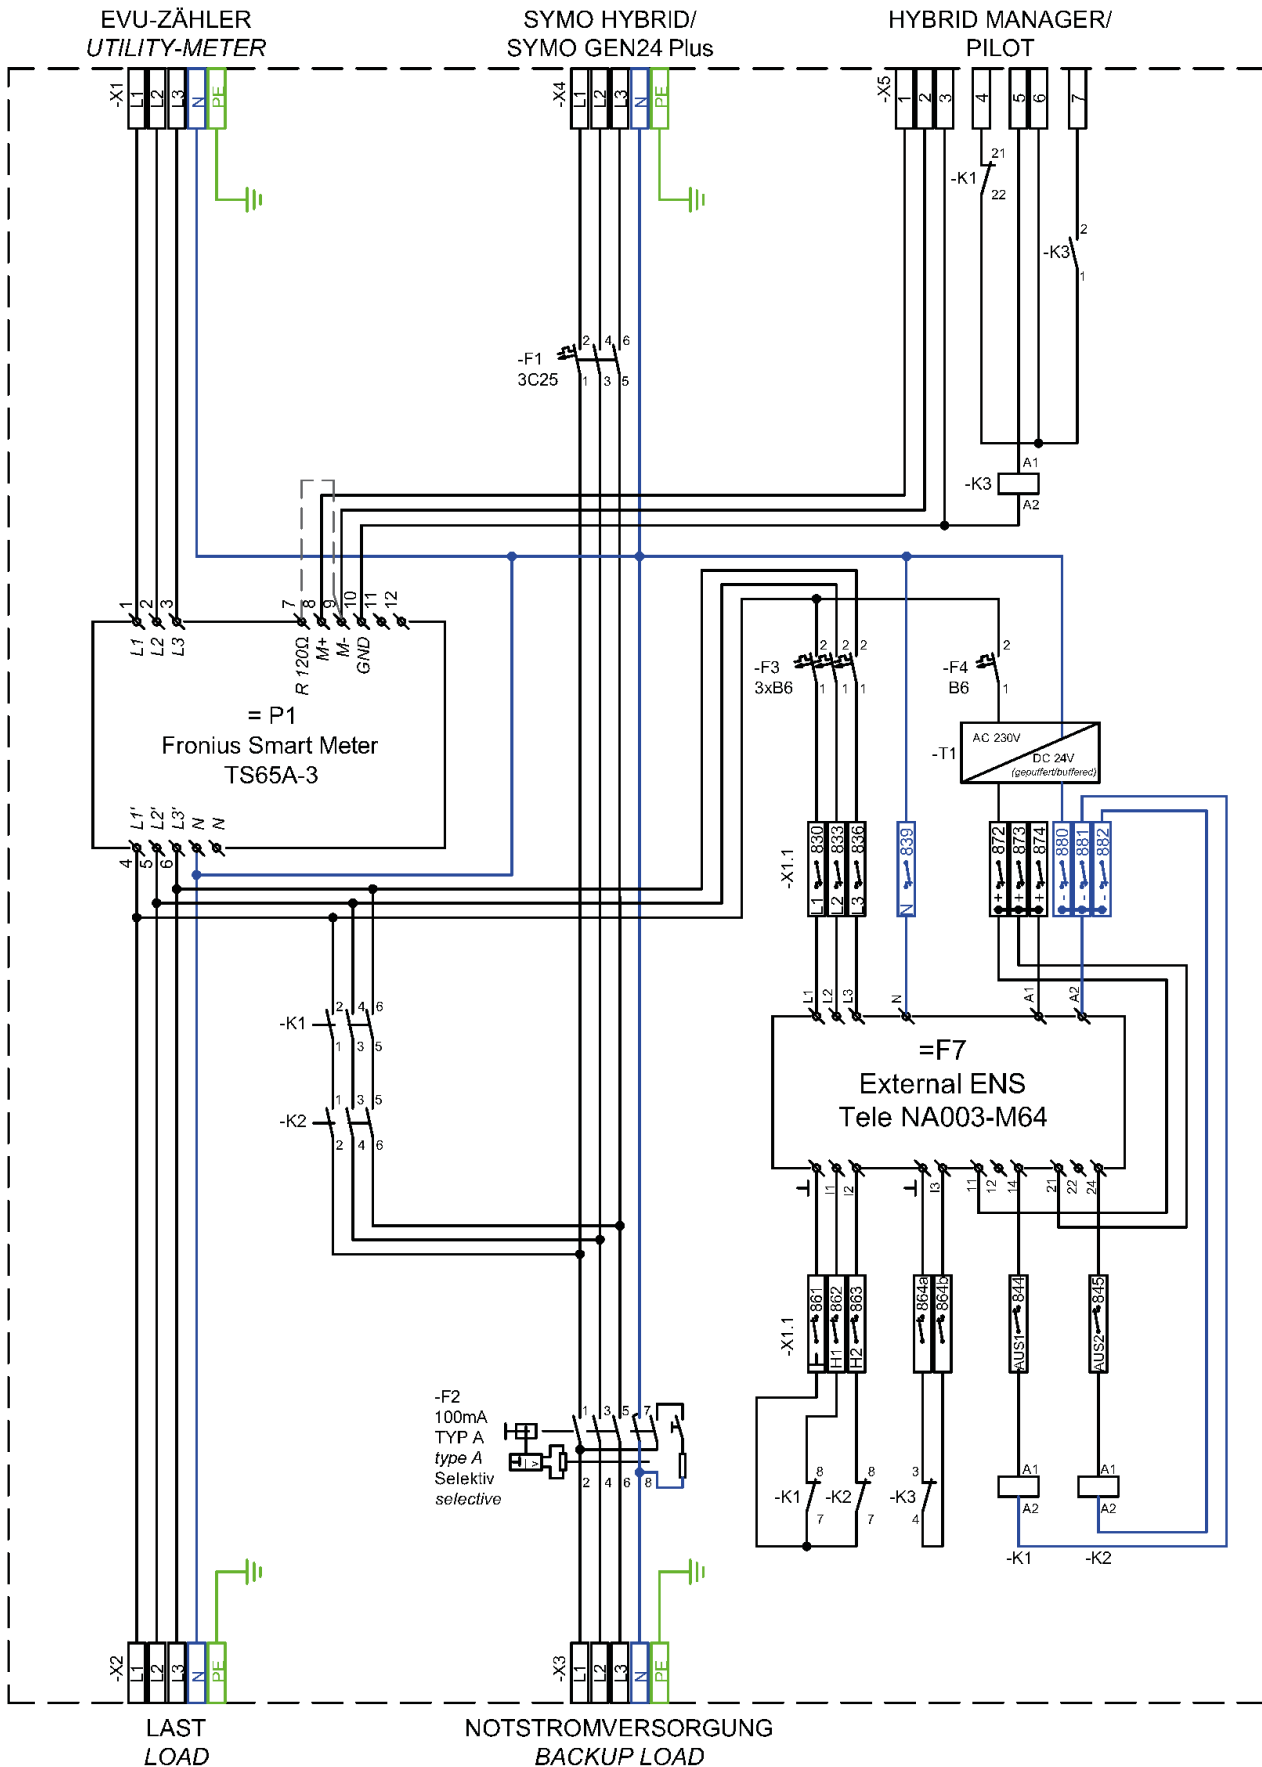 EVU-ZÄHLER
UTILITY-METER
SYMO HYBRID/
SYMO GEN24 Plus
HYBRID MANAGER/
PILOT
-X1
L1
L2
L3
N
PE
-X4
L1
L2
L3
N
PE
-X5
1
2
3
4
5
6
7
-K1
21
22
-K3
2
1
-F1
3C25
2
4
6
1
3
5
-K3
A1
A2
1
2
3
7
8
9
10
11
12
L1
L2
L3
R 120Ω
M+
M-
GND
= P1
Fronius Smart Meter
TS65A-3
L1'
L2'
L3'
N
N
4
5
6
-F3
3xB6
2
2
2
1
1
1
-F4
B6
2
1
-T1
AC 230V
DC 24V
(gepuffert/buffered)
-X1.1
830
833
836
839
872
873
874
880
881
882
L1
L2
L3
N
+
+
+
-
-
-
L1
L2
L3
N
A1
A2
=F7
External ENS
Tele NA003-M64
I1
I2
I3
11
12
14
21
22
24
-K1
2
4
6
1
3
5
-K2
1
3
5
2
4
6
-X1.1
861
862
863
864a
864b
844
845
H1
H2
AUS1
AUS2
-F2
100mA
TYP A
type A
Selektiv
selective
1
3
5
7
I >
2
4
6
8
-K1
8
7
-K2
8
7
-K3
3
4
A1
A2
-K1
A1
A2
-K2
-X2
L1
L2
L3
N
PE
-X3
L1
L2
L3
N
PE
LAST
LOAD
NOTSTROMVERSORGUNG
BACKUP LOAD